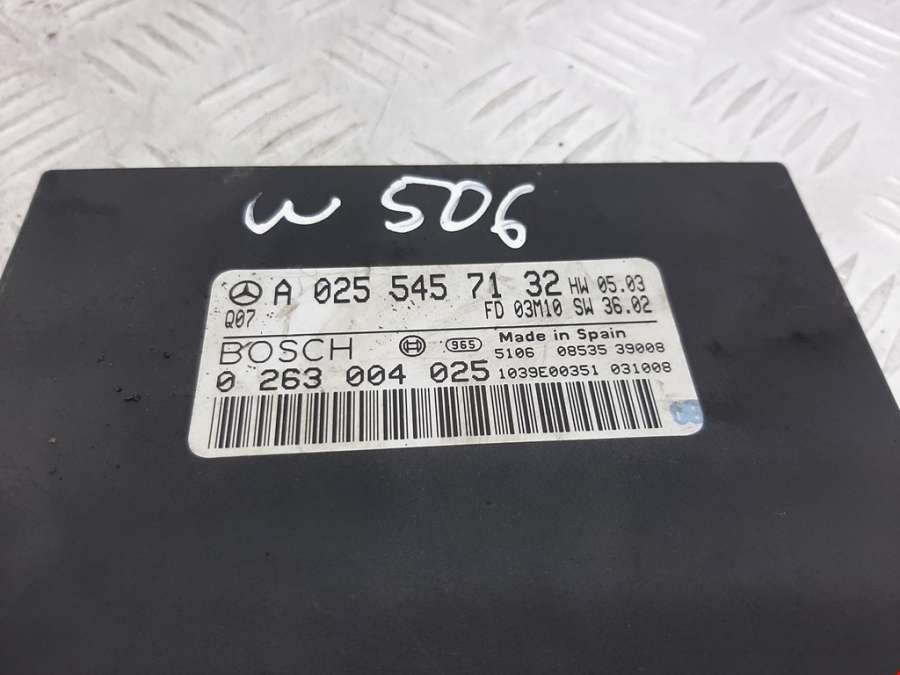 W 506
A 025 545 71 32 HW 05.03
Q07 FD 03M10 SW 36.02
BOSCH 965 Made in Spain
5106 08535 39008
0 263 004 025 1039E00351 031008